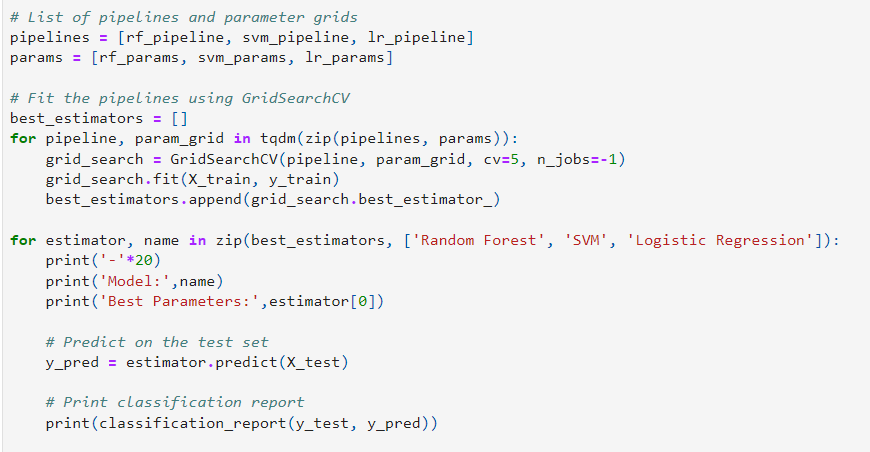 # List of pipelines and parameter grids
pipelines = [rf_pipeline, svm_pipeline, lr_pipeline]
params = [rf_params, svm_params, lr_params]

# Fit the pipelines using GridSearchCV
best_estimators = []
for pipeline, param_grid in tqdm(zip(pipelines, params)):
    grid_search = GridSearchCV(pipeline, param_grid, cv=5, n_jobs=-1)
    grid_search.fit(X_train, y_train)
    best_estimators.append(grid_search.best_estimator_)

for estimator, name in zip(best_estimators, ['Random Forest', 'SVM', 'Logistic Regression']):
    print('-'*20)
    print('Model:',name)
    print('Best Parameters:',estimator[0])

    # Predict on the test set
    y_pred = estimator.predict(X_test)

    # Print classification report
    print(classification_report(y_test, y_pred))